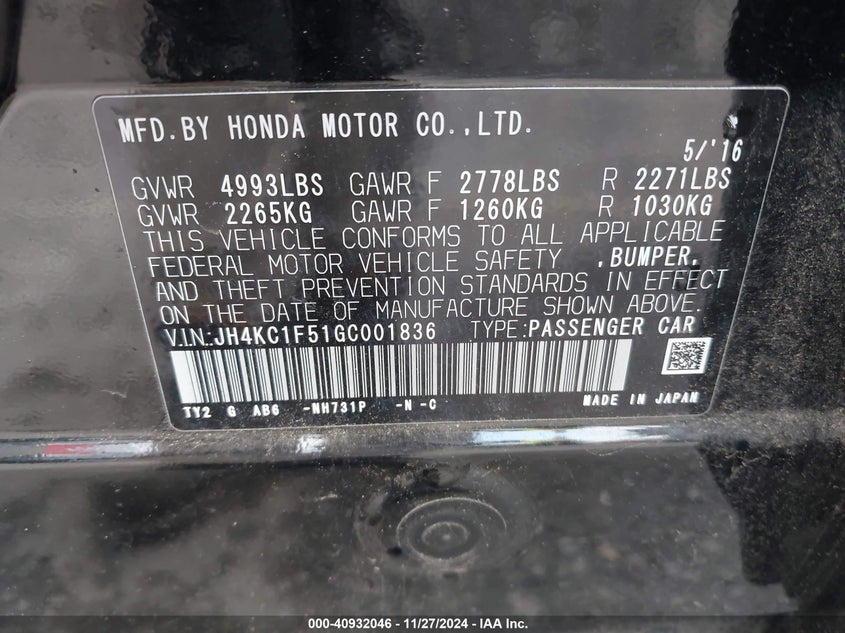 MFD.BY HONDA MOTOR CO.,LTD.
5/'16
GVWR 4993LBS GAWR F 2778LBS R 2271LBS
GVWR 2265KG GAWR F 1260KG R 1030KG
THIS VEHICLE CONFORMS TO ALL APPLICABLE
FEDERAL MOTOR VEHICLE SAFETY ,BUMPER,
AND THEFT PREVENTION STANDARDS IN EFFECT
ON THE DATE OF MANUFACTURE SHOWN ABOVE.
V.I.N:JH4KC1F51GC001836 TYPE:PASSENGER CAR
TY2 G AB6 -NH731P -N -C MADE IN JAPAN
000-40932046 - 11/27/2024 - IAA Inc.